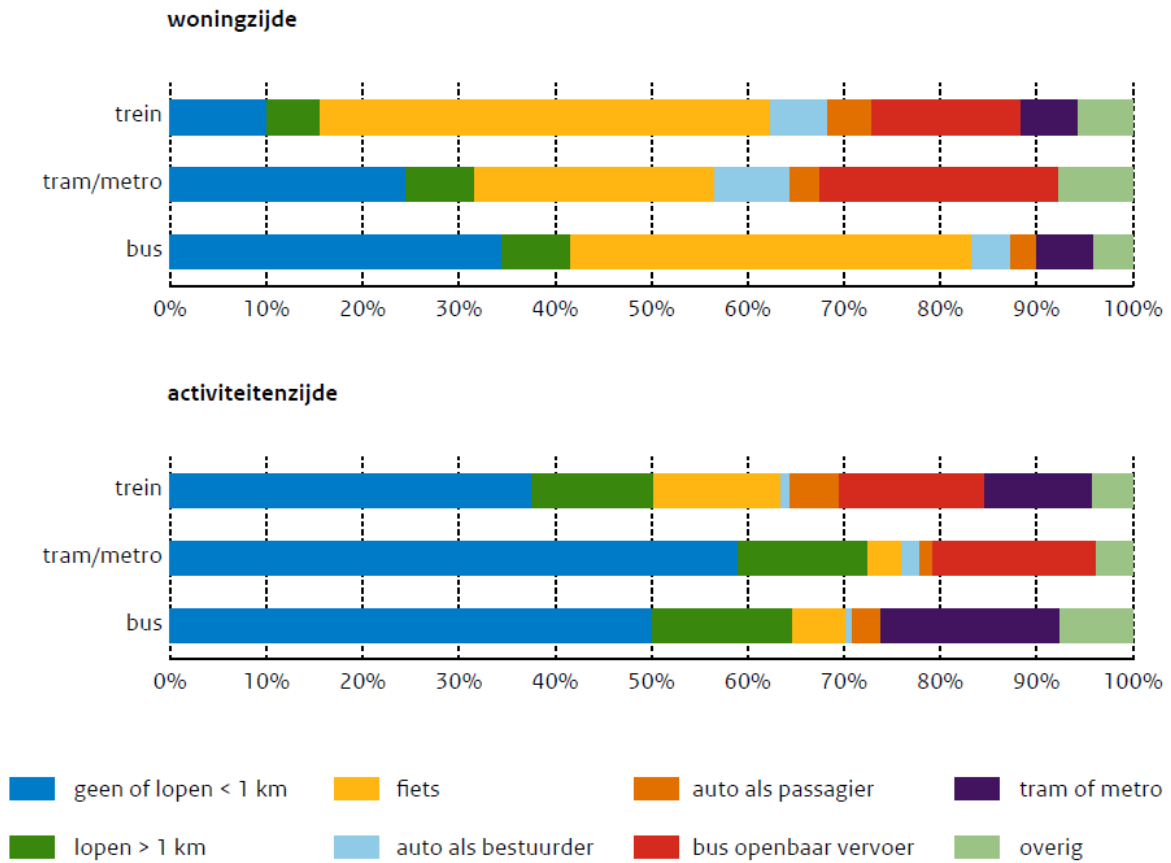 woningzijde
trein
tram/metro
bus
0% 10% 20% 30% 40% 50% 60% 70% 80% 90% 100%
activiteitenzijde
trein
tram/metro
bus
0% 10% 20% 30% 40% 50% 60% 70% 80% 90% 100%
geen of lopen < 1 km fiets auto als passagier tram of metro
lopen > 1 km auto als bestuurder bus openbaar vervoer overig